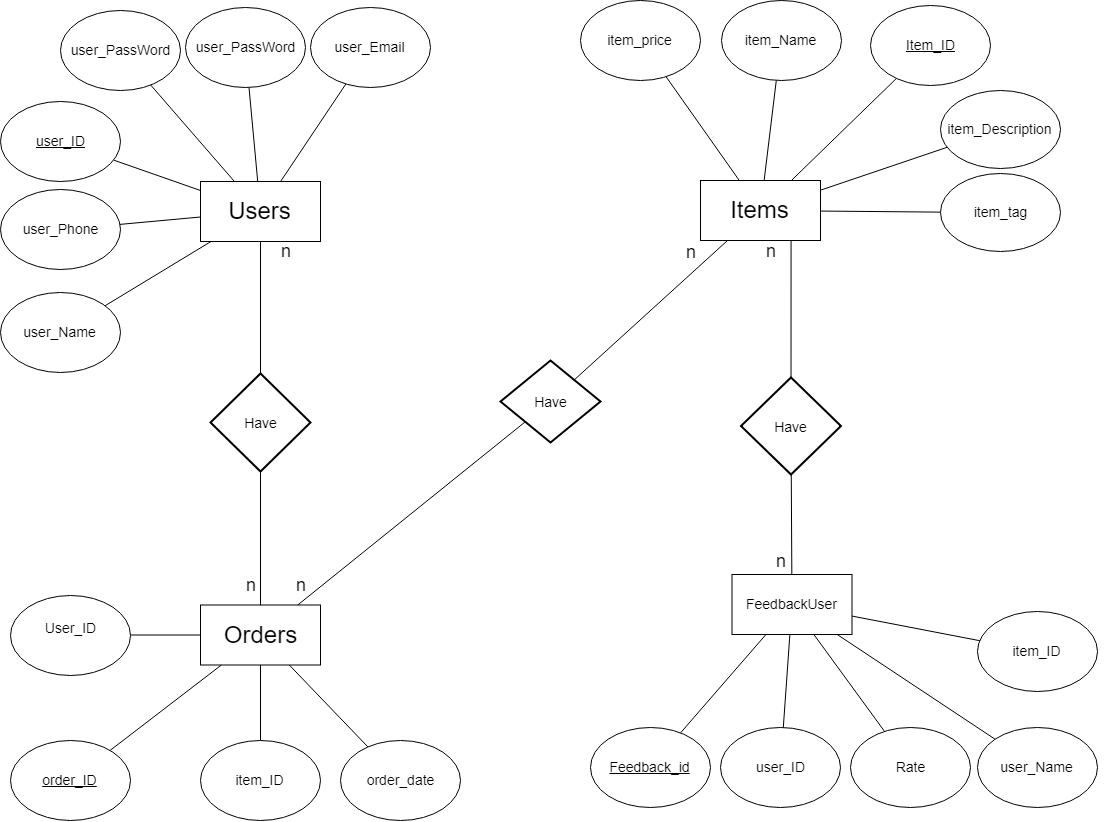 user_PassWord
user_PassWord
user_Email
item_price
item_Name
Item_ID
user_ID
item_Description
Users
Items
item_tag
user_Phone
n
n
n
user_Name
Have
Have
Have
n
n
n
User_ID
Orders
FeedbackUser
item_ID
order_ID
item_ID
order_date
Feedback_id
user_ID
Rate
user_Name